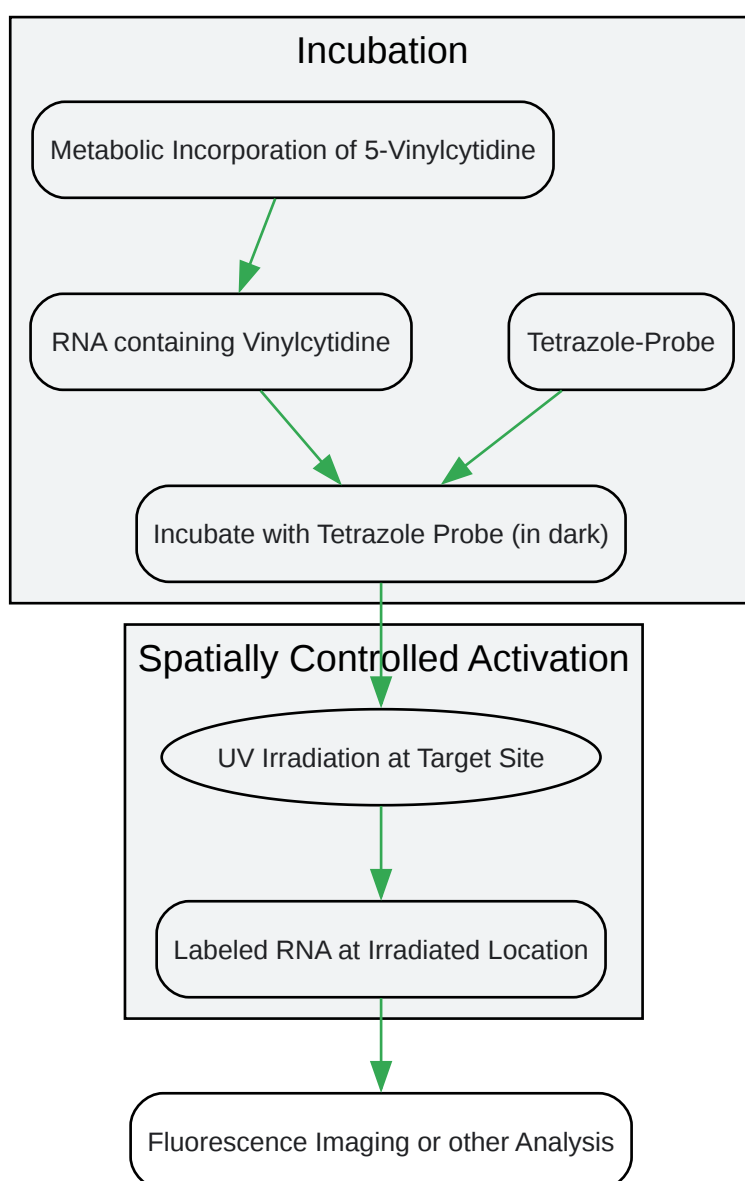 Incubation
Metabolic Incorporation of 5-Vinylcytidine
RNA containing Vinylcytidine
Tetrazole-Probe
Incubate with Tetrazole Probe (in dark)
Spatially Controlled Activation
UV Irradiation at Target Site
Labeled RNA at Irradiated Location
Fluorescence Imaging or other Analysis